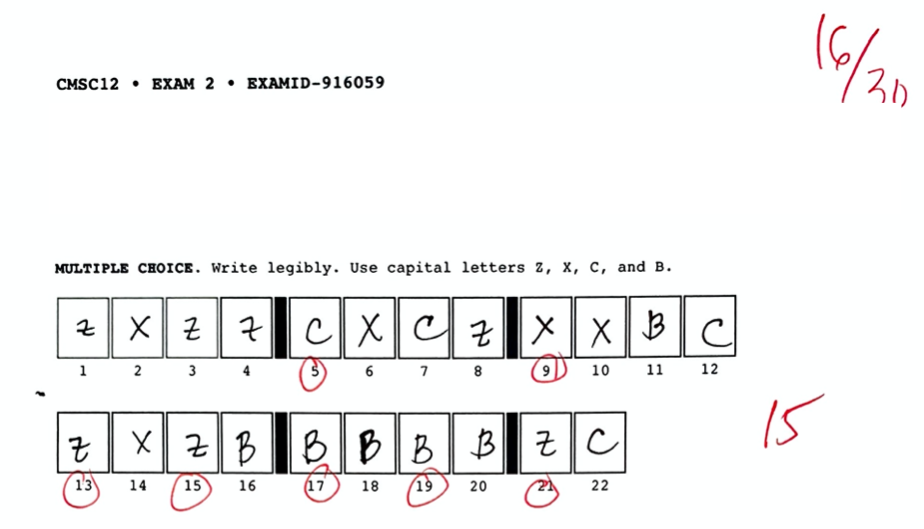 16/30
CMSC12 • EXAM 2 • EXAMID-916059
MULTIPLE CHOICE. Write legibly. Use capital letters Z, X, C, and B.
Z X Z Z C X C Z X X B C
1 2 3 4 5 6 7 8 9 10 11 12
15
Z X Z B B B B B Z C
13 14 15 16 17 18 19 20 21 22